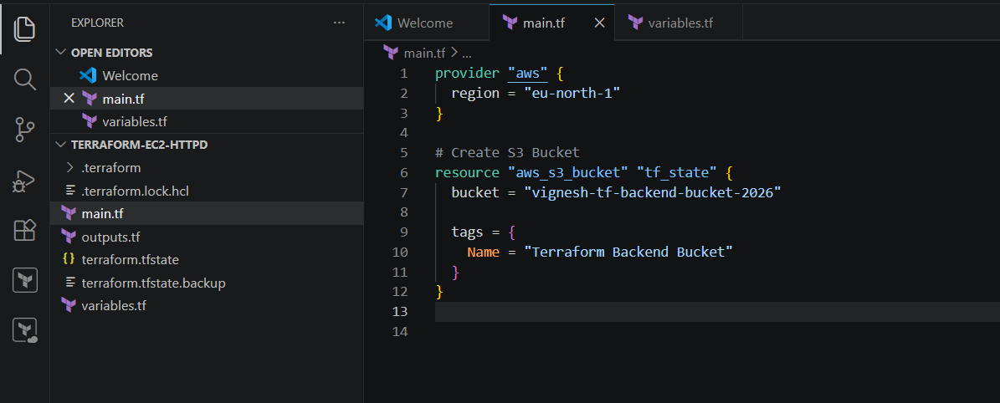 EXPLORER
...
OPEN EDITORS
Welcome
main.tf
variables.tf
TERRAFORM-EC2-HTTPD
.terraform
.terraform.lock.hcl
main.tf
outputs.tf
{} terraform.tfstate
terraform.tfstate.backup
variables.tf
Welcome main.tf variables.tf
main.tf > ...
1 provider "aws" {
2   region = "eu-north-1"
3 }
4
5 # Create S3 Bucket
6 resource "aws_s3_bucket" "tf_state" {
7   bucket = "vignesh-tf-backend-bucket-2026"
8
9   tags = {
10     Name = "Terraform Backend Bucket"
11   }
12 }
13
14